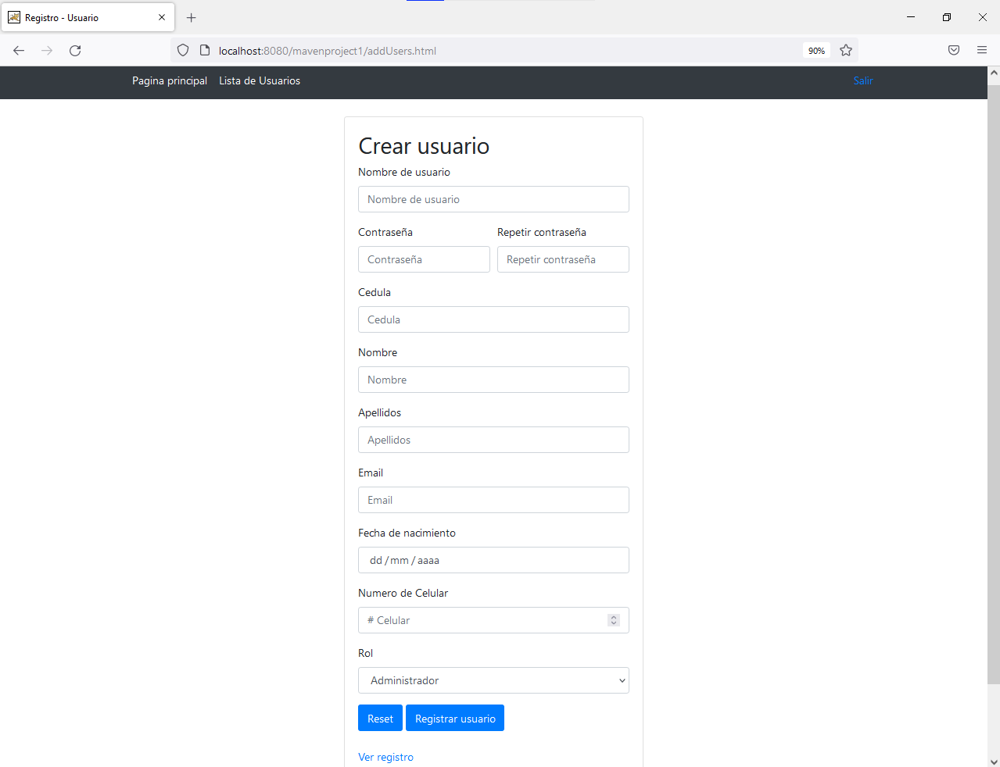 Registro - Usuario
localhost:8080/mavenproject1/addUsers.html
90%
Pagina principal Lista de Usuarios Salir
Crear usuario
Nombre de usuario
Nombre de usuario
Contraseña Repetir contraseña
Contraseña Repetir contraseña
Cedula
Cedula
Nombre
Nombre
Apellidos
Apellidos
Email
Email
Fecha de nacimiento
dd / mm / aaaa
Numero de Celular
# Celular
Rol
Administrador
Reset Registrar usuario
Ver registro